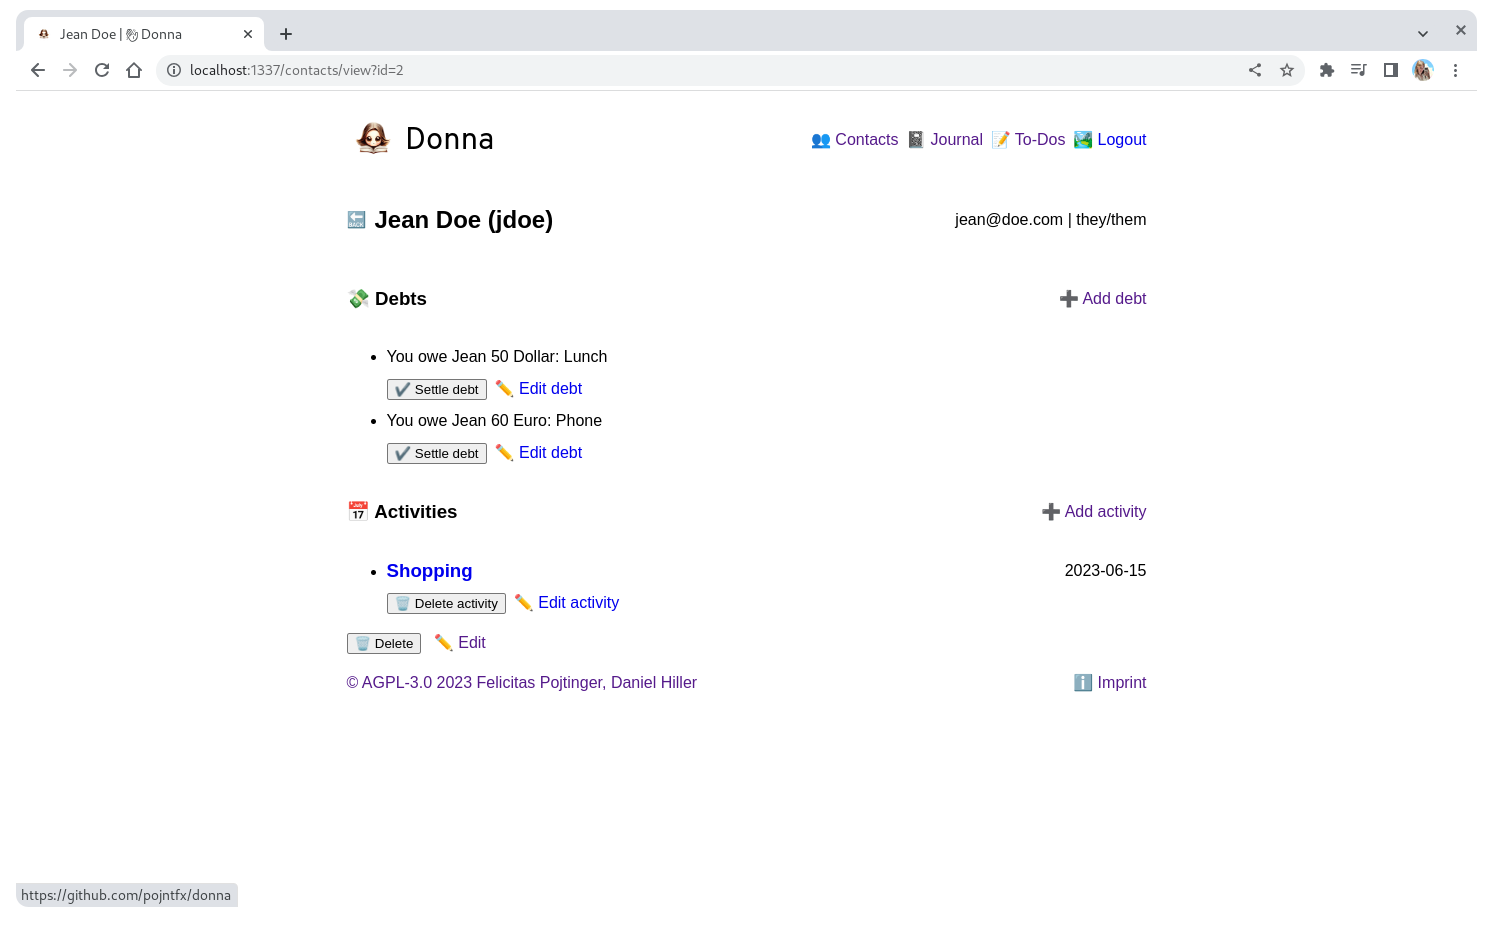 Jean Doe | Donna
localhost:1337/contacts/view?id=2
Donna
Contacts Journal To-Dos Logout
BACK Jean Doe (jdoe) jean@doe.com | they/them
Debts Add debt
You owe Jean 50 Dollar: Lunch
Settle debt Edit debt
You owe Jean 60 Euro: Phone
Settle debt Edit debt
Activities Add activity
Shopping 2023-06-15
Delete activity Edit activity
Delete Edit
© AGPL-3.0 2023 Felicitas Pojtinger, Daniel Hiller Imprint
https://github.com/pojntfx/donna